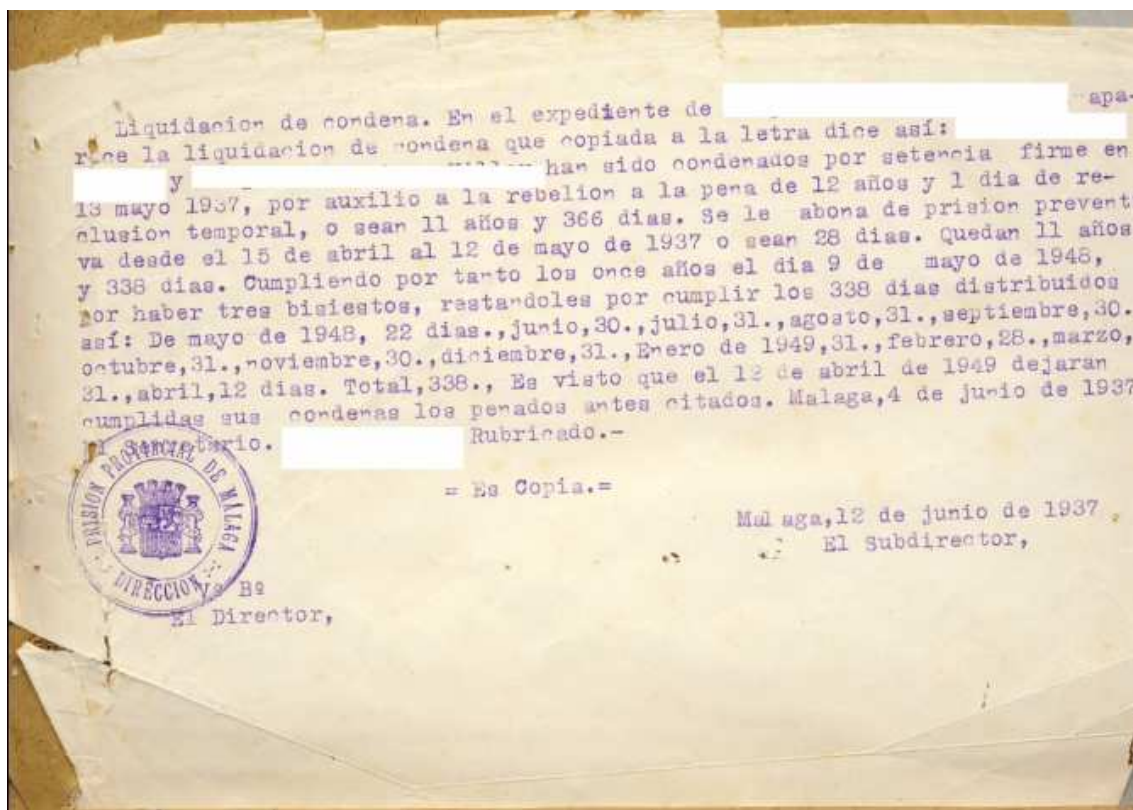 Liquidacion de condena. En el expediente de apa-
rece la liquidacion de condena que copiada a la letra dice así:
y han sido condenados por setencia firme en
13 mayo 1937, por auxilio a la rebelion a la pena de 12 años y 1 dia de re-
clusion temporal, o sean 11 años y 366 dias. Se le abona de prision prevent
va desde el 15 de abril al 12 de mayo de 1937 o sean 28 dias. Quedan 11 años
y 338 dias. Cumpliendo por tanto los once años el dia 9 de mayo de 1948,
por haber tres bisiestos, restandoles por cumplir los 338 dias distribuidos
así: De mayo de 1948, 22 dias.,junio,30.,julio,31.,agosto,31.,septiembre,30.
octubre,31.,noviembre,30.,diciembre,31.,Enero de 1949,31.,febrero,28.,marzo,
31.,abril,12 dias. Total,338., Es visto que el 12 de abril de 1949 dejaran
cumplidas sus condenas los penados antes citados. Malaga,4 de junio de 1937
El Secretario. Rubricado.-
= Es Copia.=
Mal aga,12 de junio de 1937
El Subdirector,
PRISION PROVINCIAL DE MALAGA
DIRECCION
Vº Bº
El Director,